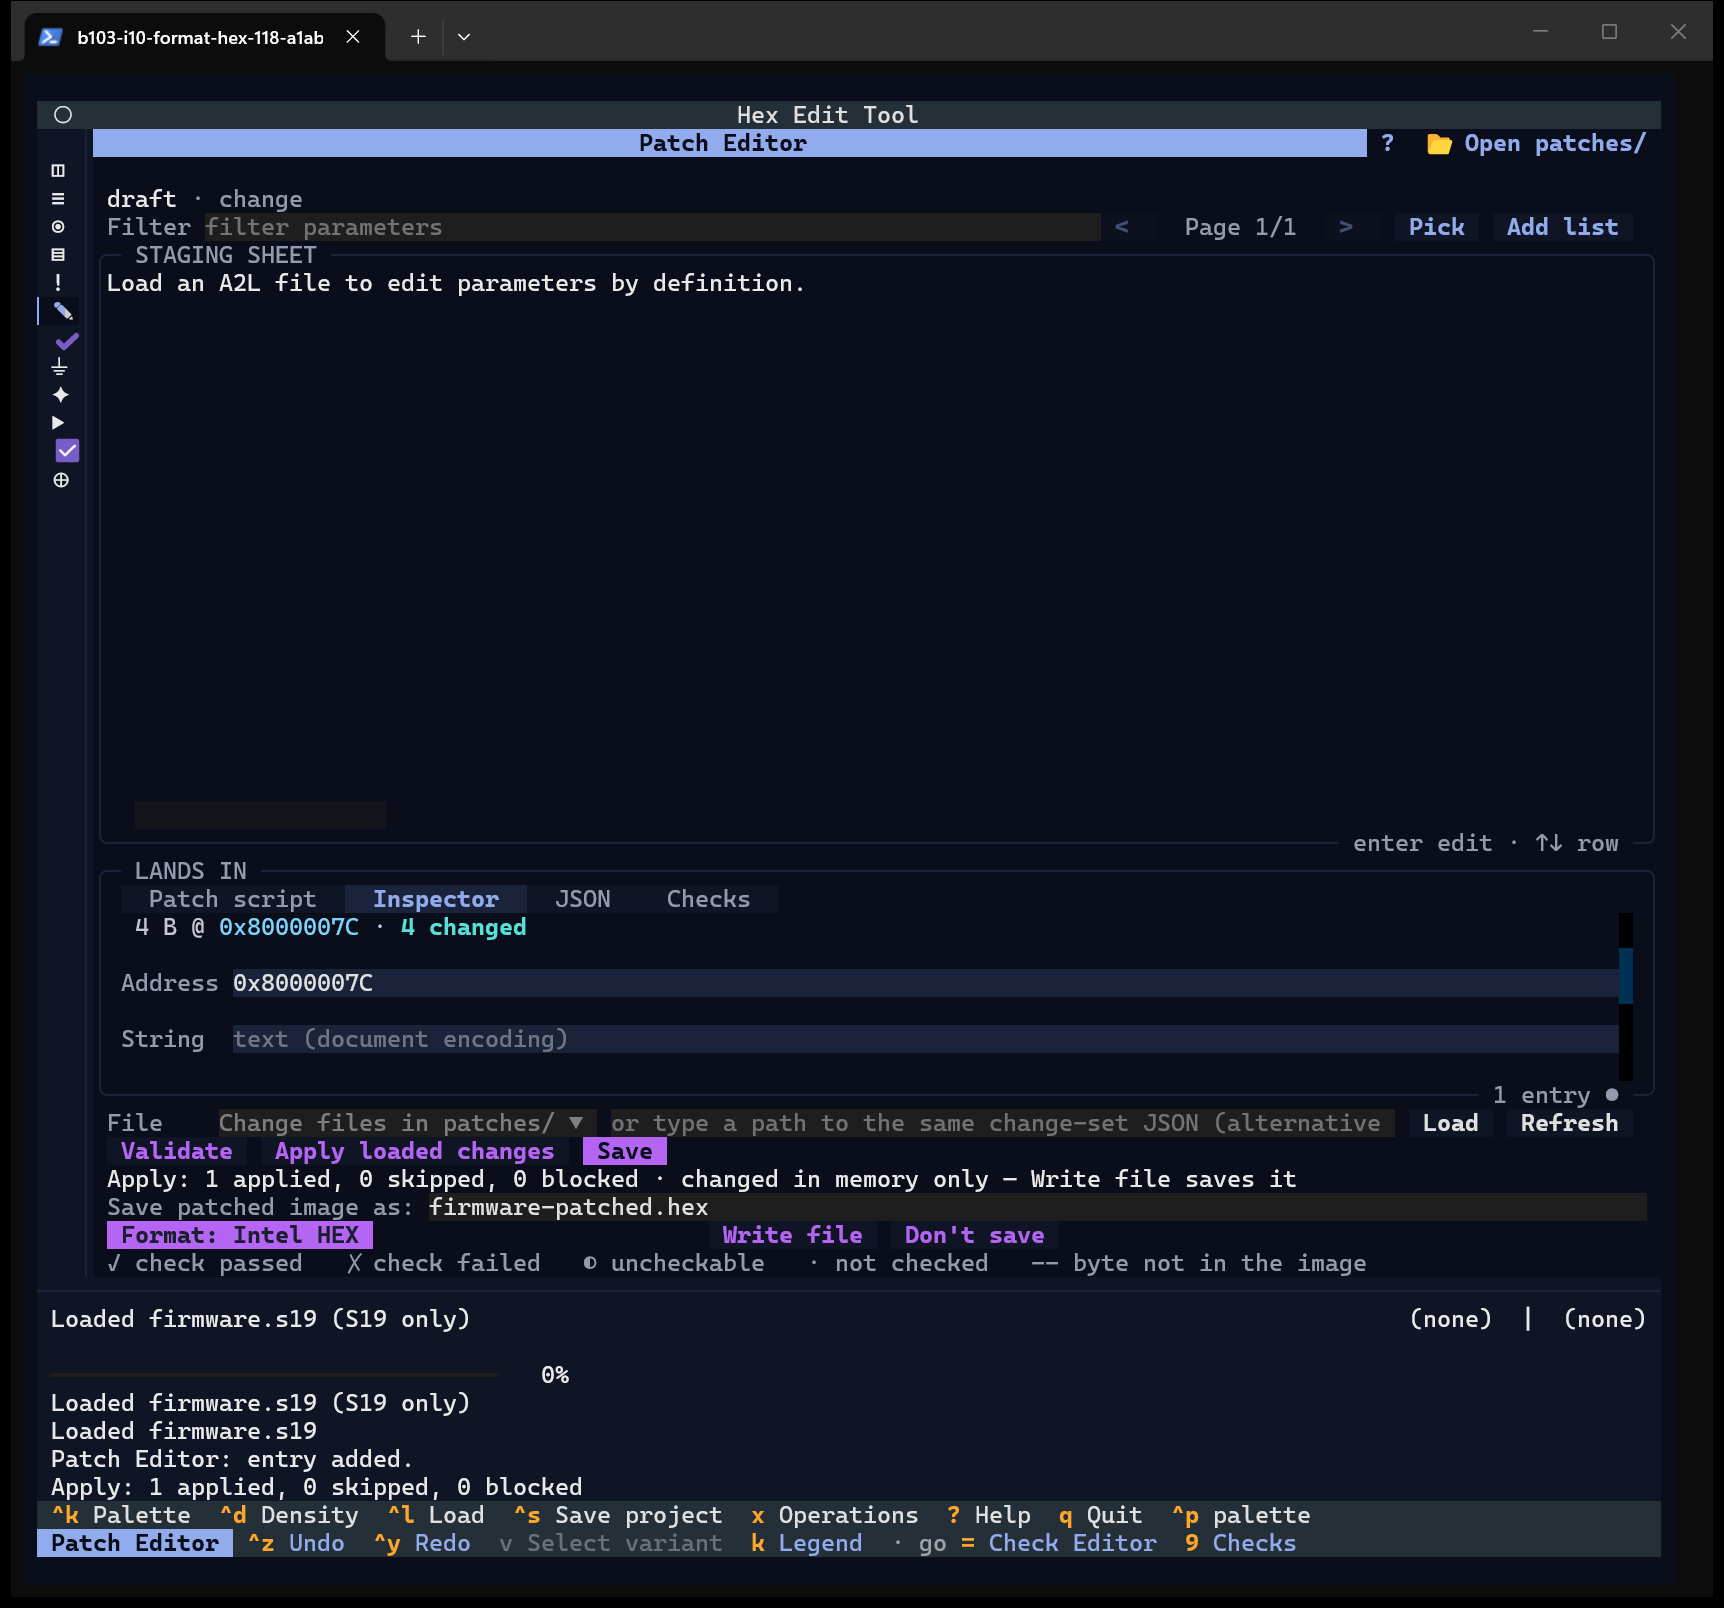 b103-i10-format-hex-118-a1ab
Hex Edit Tool
Patch Editor ? Open patches/
draft · change
Filter filter parameters < Page 1/1 > Pick Add list
STAGING SHEET
Load an A2L file to edit parameters by definition.
enter edit · ↑↓ row
LANDS IN
Patch script Inspector JSON Checks
4 B @ 0x8000007C · 4 changed
Address 0x8000007C
String text (document encoding)
1 entry ●
File Change files in patches/ ▼ or type a path to the same change-set JSON (alternative Load Refresh
Validate Apply loaded changes Save
Apply: 1 applied, 0 skipped, 0 blocked · changed in memory only — Write file saves it
Save patched image as: firmware-patched.hex
Format: Intel HEX Write file Don't save
√ check passed ╳ check failed ◐ uncheckable · not checked -- byte not in the image
Loaded firmware.s19 (S19 only) (none) | (none)
0%
Loaded firmware.s19 (S19 only)
Loaded firmware.s19
Patch Editor: entry added.
Apply: 1 applied, 0 skipped, 0 blocked
^k Palette ^d Density ^l Load ^s Save project x Operations ? Help q Quit ^p palette
Patch Editor ^z Undo ^y Redo v Select variant k Legend · go = Check Editor 9 Checks